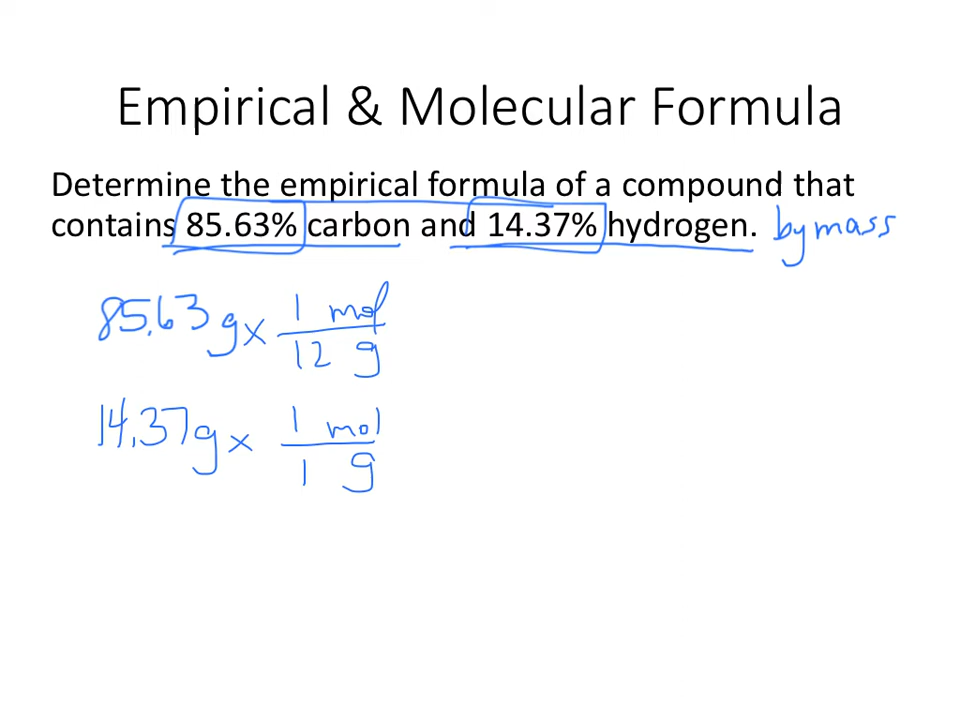 Empirical & Molecular Formula
Determine the empirical formula of a compound that
contains 85.63% carbon and 14.37% hydrogen. by mass
85.63 g x 1 mol / 12 g
14.37g x 1 mol / 1 g